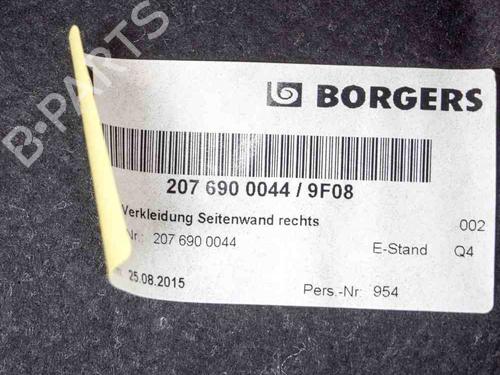 BORGERS
207 690 0044 / 9F08
Verkleidung Seitenwand rechts 002
Nr.: 207 690 0044 E-Stand Q4
25.08.2015 Pers.-Nr: 954
B-PARTS